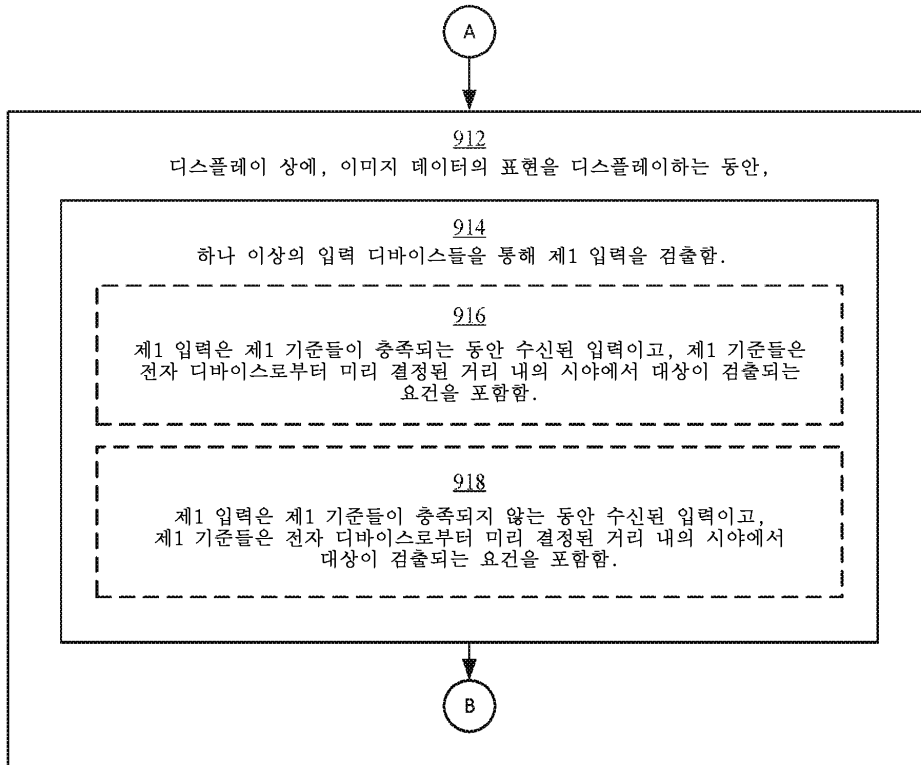 A
912
디스플레이 상에, 이미지 데이터의 표현을 디스플레이하는 동안,
914
하나 이상의 입력 디바이스들을 통해 제1 입력을 검출함.
916
제1 입력은 제1 기준들이 충족되는 동안 수신된 입력이고, 제1 기준들은
전자 디바이스로부터 미리 결정된 거리 내의 시야에서 대상이 검출되는
요건을 포함함.
918
제1 입력은 제1 기준들이 충족되지 않는 동안 수신된 입력이고,
제1 기준들은 전자 디바이스로부터 미리 결정된 거리 내의 시야에서
대상이 검출되는 요건을 포함함.
B